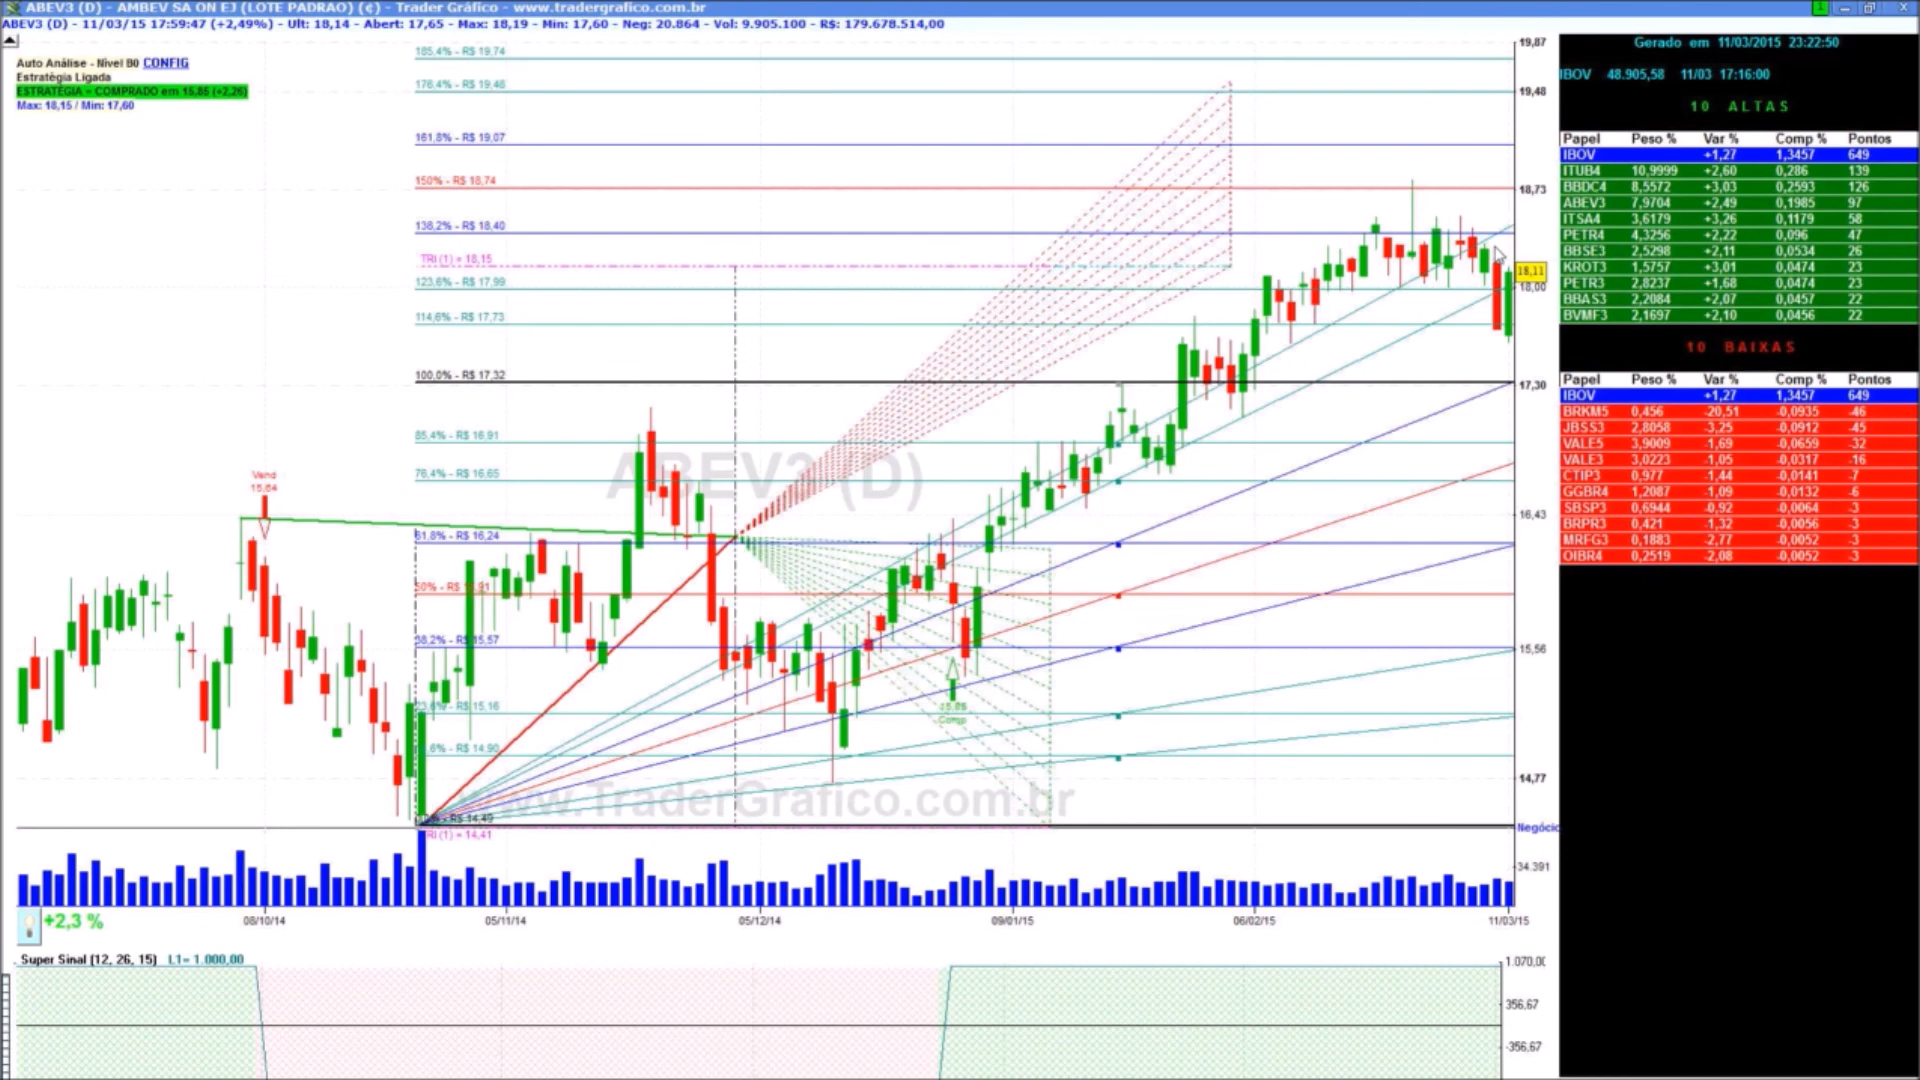 ABEV3 (D) - AMBEV SA ON EJ (LOTE PADRAO) (¢) - Trader Gráfico - www.tradergrafico.com.br
ABEV3 (D) - 11/03/15 17:59:47 (+2,49%) - Ult: 18,14 - Abert: 17,65 - Max: 18,19 - Min: 17,60 - Neg: 20.864 - Vol: 9.905.100 - R$: 179.678.514,00
Auto Análise - Nível B0 CONFIG
Estratégia Ligada
ESTRATÉGIA = COMPRADO em 15,85 (+2,26)
Max: 18,15 / Min: 17,60
185,4% - R$ 19,74
176,4% - R$ 19,46
161,8% - R$ 19,07
150% - R$ 18,74
138,2% - R$ 18,40
TRI (1) = 18,15
123,6% - R$ 17,99
114,6% - R$ 17,73
100,0% - R$ 17,32
85,4% - R$ 16,91
76,4% - R$ 16,65
61,8% - R$ 16,24
50% - R$ 15,91
38,2% - R$ 15,57
23,6% - R$ 15,16
R$ 14,90
R$ 14,49
TRI (1) = 14,41
Vend
15,64
15,85
Comp
ABEV3 (D)
www.TraderGrafico.com.br
19,87
19,48
18,73
18,11
18,00
17,30
16,43
15,56
14,77
Negócio
34.391
08/10/14
05/11/14
05/12/14
09/01/15
06/02/15
11/03/15
+2,3 %
Super Sinal [12, 26, 15) L1= 1.000,00
1.070,00
356,67
-356,67
Gerado em 11/03/2015 23:22:50
IBOV 48.905,58 11/03 17:16:00
10 ALTAS
Papel Peso % Var % Comp % Pontos
IBOV +1,27 1,3457 649
ITUB4 10,9999 +2,60 0,286 139
BBDC4 8,5572 +3,03 0,2593 126
ABEV3 7,9704 +2,49 0,1985 97
ITSA4 3,6179 +3,26 0,1179 58
PETR4 4,3256 +2,22 0,096 47
BBSE3 2,5298 +2,11 0,0534 26
KROT3 1,5757 +3,01 0,0474 23
PETR3 2,8237 +1,68 0,0474 23
BBAS3 2,2084 +2,07 0,0457 22
BVMF3 2,1697 +2,10 0,0456 22
10 BAIXAS
Papel Peso % Var % Comp % Pontos
IBOV +1,27 1,3457 649
BRKM5 0,456 -20,51 -0,0935 -46
JBSS3 2,8058 -3,25 -0,0912 -45
VALE5 3,9009 -1,69 -0,0659 -32
VALE3 3,0223 -1,05 -0,0317 -16
CTIP3 0,977 -1,44 -0,0141 -7
GGBR4 1,2087 -1,09 -0,0132 -6
SBSP3 0,6944 -0,92 -0,0064 -3
BRPR3 0,421 -1,32 -0,0056 -3
MRFG3 0,1883 -2,77 -0,0052 -3
OIBR4 0,2519 -2,08 -0,0052 -3